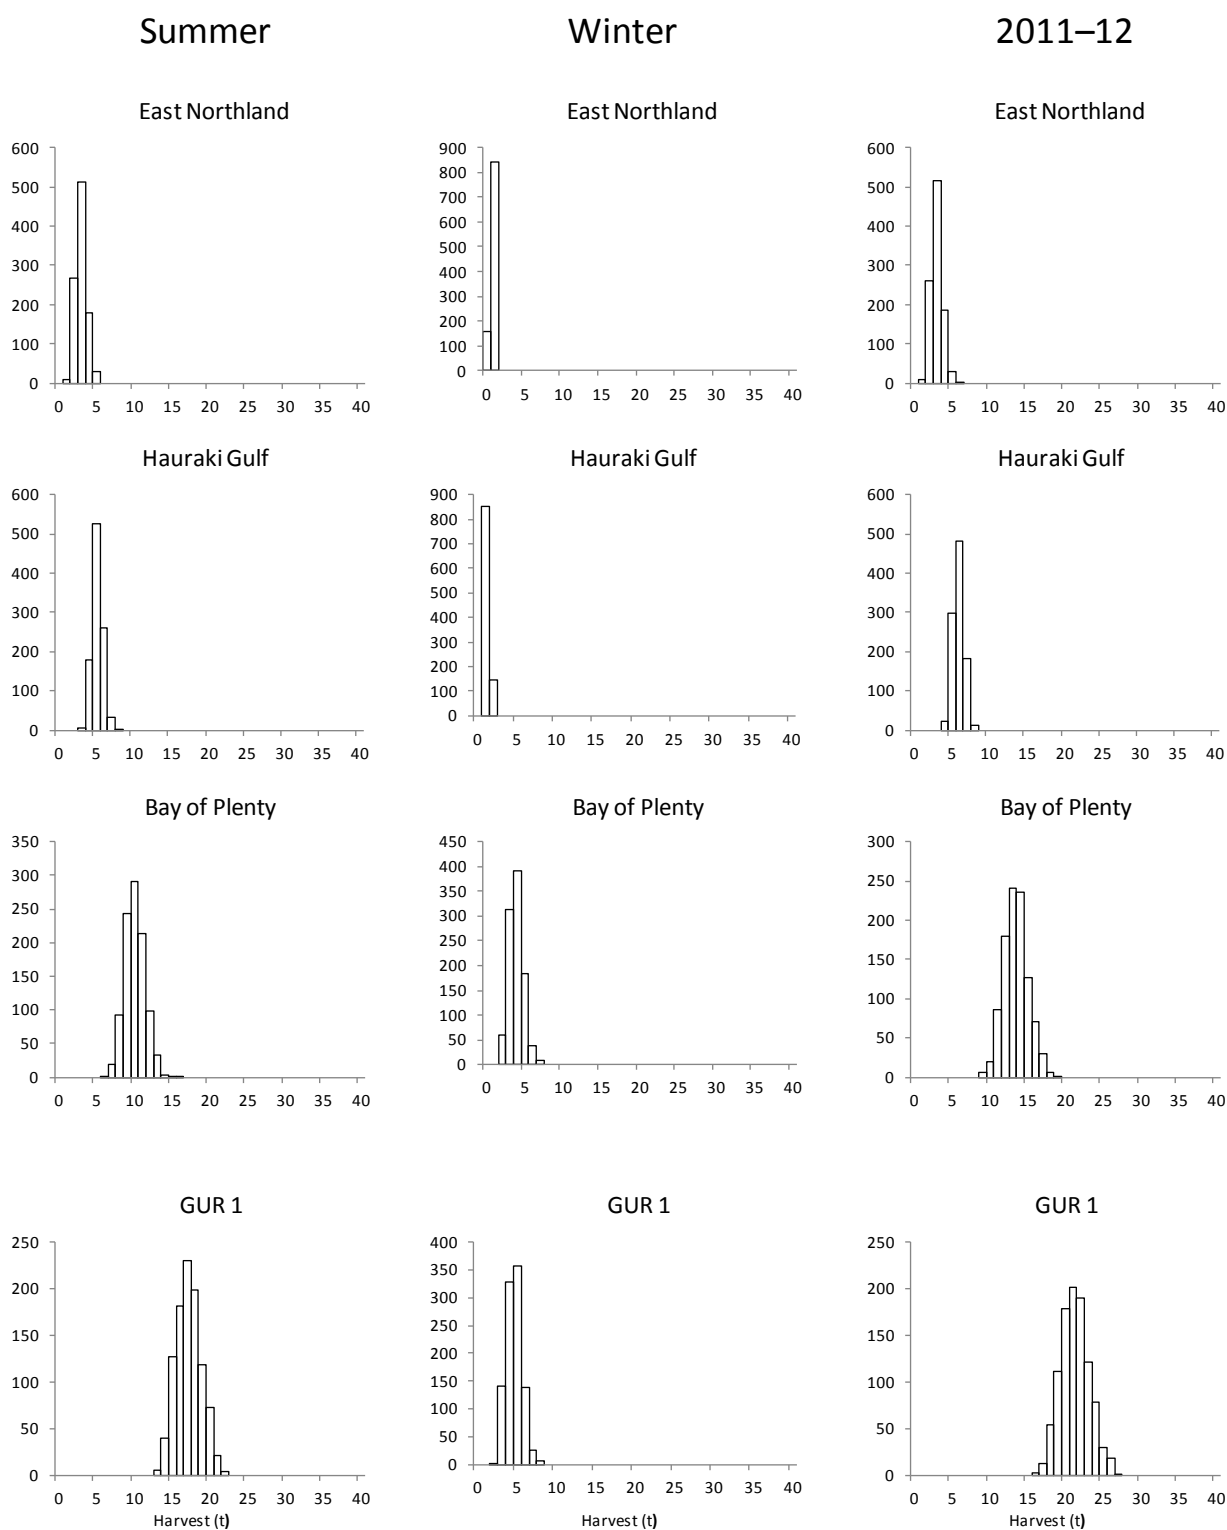 Summer Winter 2011–12
East Northland East Northland East Northland
600 900 600
500 800 500
400 700 400
300 600 300
200 500 200
100 400 100
0 300 0
200
100
0
0 5 10 15 20 25 30 35 40 0 5 10 15 20 25 30 35 40 0 5 10 15 20 25 30 35 40
Hauraki Gulf Hauraki Gulf Hauraki Gulf
600 900 600
500 800 500
400 700 400
300 600 300
200 500 200
100 400 100
0 300 0
200
100
0
0 5 10 15 20 25 30 35 40 0 5 10 15 20 25 30 35 40 0 5 10 15 20 25 30 35 40
Bay of Plenty Bay of Plenty Bay of Plenty
350 450 300
300 400 250
250 350 200
200 300 150
150 250 100
100 200 50
50 150 0
0 100
50
0
0 5 10 15 20 25 30 35 40 0 5 10 15 20 25 30 35 40 0 5 10 15 20 25 30 35 40
GUR 1 GUR 1 GUR 1
250 400 250
200 350 200
150 300 150
100 250 100
50 200 50
0 150 0
100
50
0
0 5 10 15 20 25 30 35 40 0 5 10 15 20 25 30 35 40 0 5 10 15 20 25 30 35 40
Harvest (t) Harvest (t) Harvest (t)